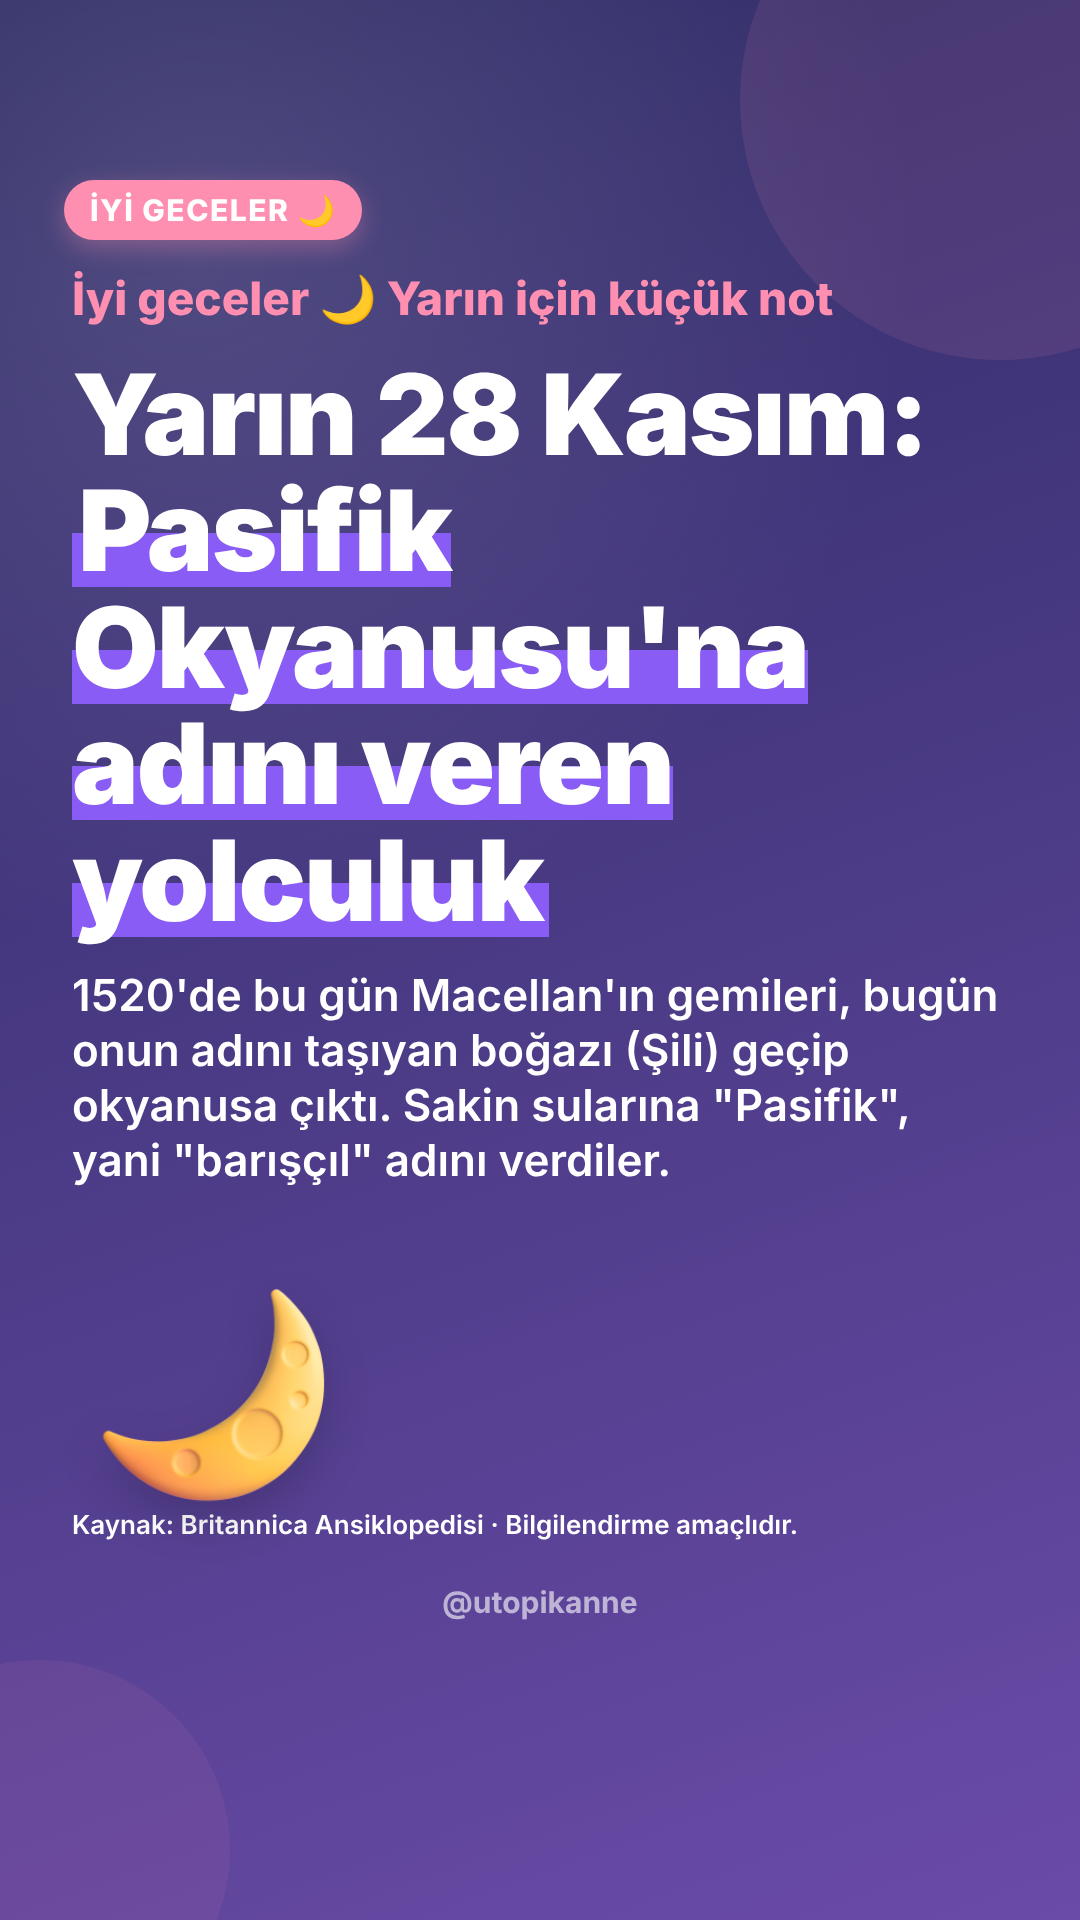 İYİ GECELER 🌙
İyi geceler 🌙 Yarın için küçük not
Yarın 28 Kasım:
Pasifik
Okyanusu'na
adını veren
yolculuk
1520'de bu gün Macellan'ın gemileri, bugün
onun adını taşıyan boğazı (Şili) geçip
okyanusa çıktı. Sakin sularına "Pasifik",
yani "barışçıl" adını verdiler.
Kaynak: Britannica Ansiklopedisi · Bilgilendirme amaçlıdır.
@utopikanne